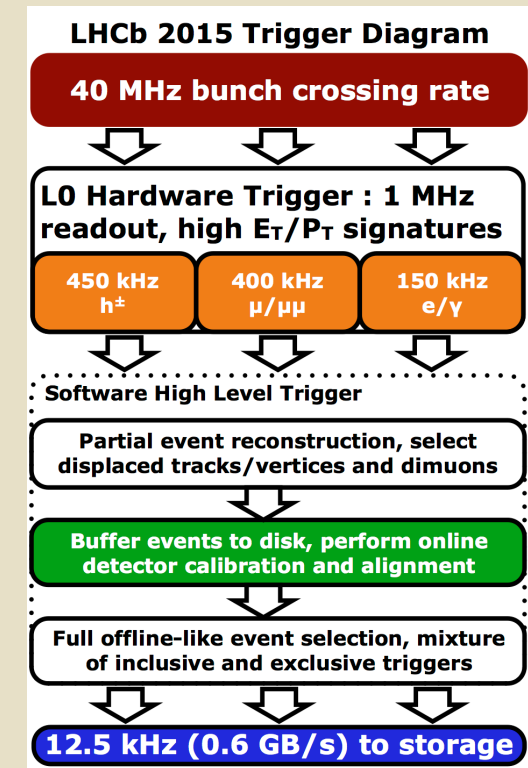 LHCb 2015 Trigger Diagram
40 MHz bunch crossing rate
L0 Hardware Trigger : 1 MHz
readout, high Eᴛ/Pᴛ signatures
450 kHz
h±
400 kHz
µ/µµ
150 kHz
e/γ
Software High Level Trigger
Partial event reconstruction, select
displaced tracks/vertices and dimuons
Buffer events to disk, perform online
detector calibration and alignment
Full offline-like event selection, mixture
of inclusive and exclusive triggers
12.5 kHz (0.6 GB/s) to storage